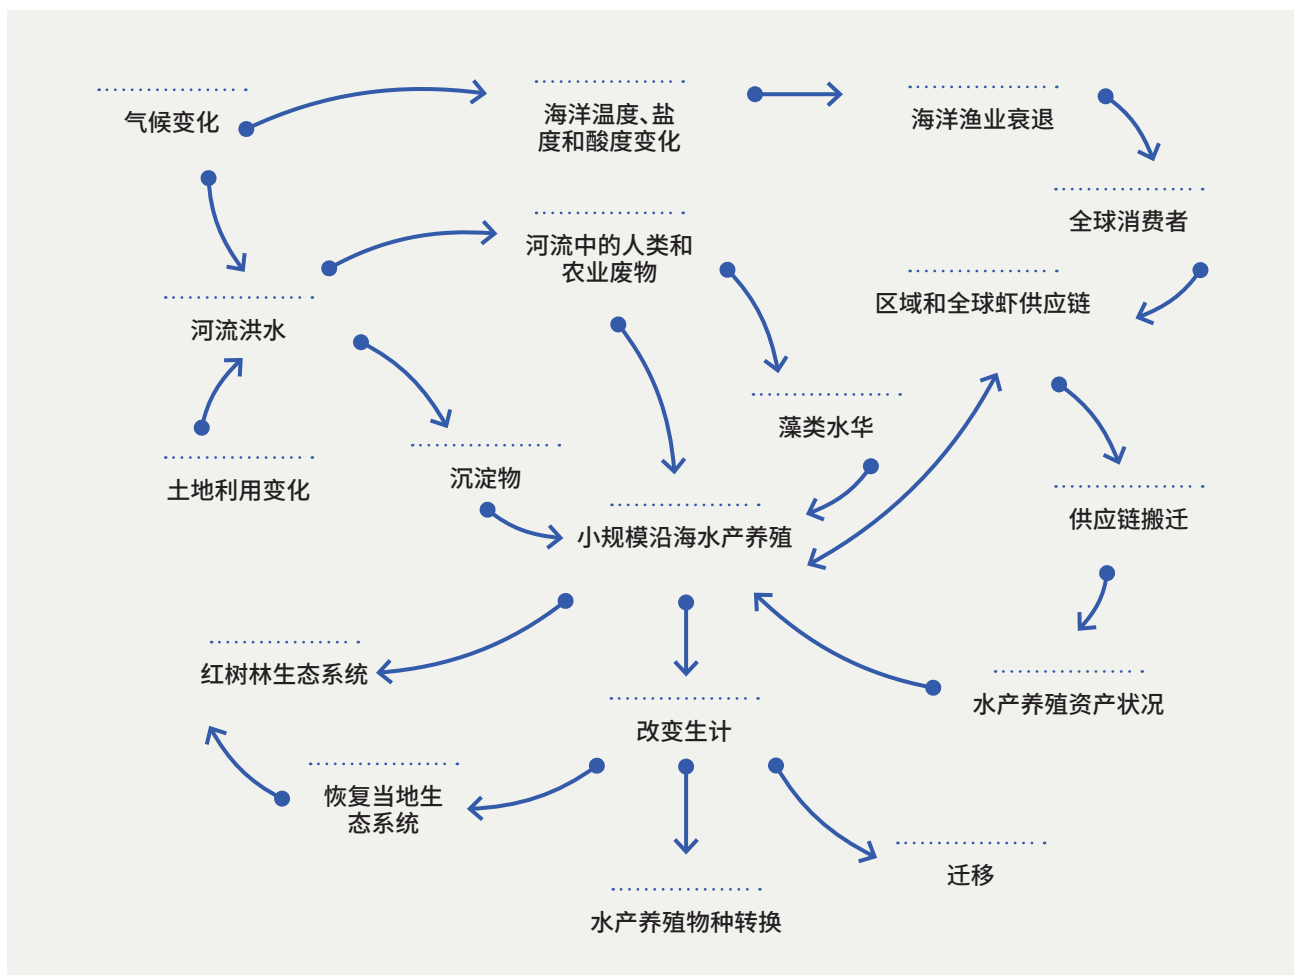 气候变化
海洋温度、盐
度和酸度变化
海洋渔业衰退
全球消费者
河流中的人类和
农业废物
区域和全球虾供应链
河流洪水
藻类水华
土地利用变化
沉淀物
小规模沿海水产养殖
供应链搬迁
红树林生态系统
水产养殖资产状况
改变生计
恢复当地生
态系统
迁移
水产养殖物种转换